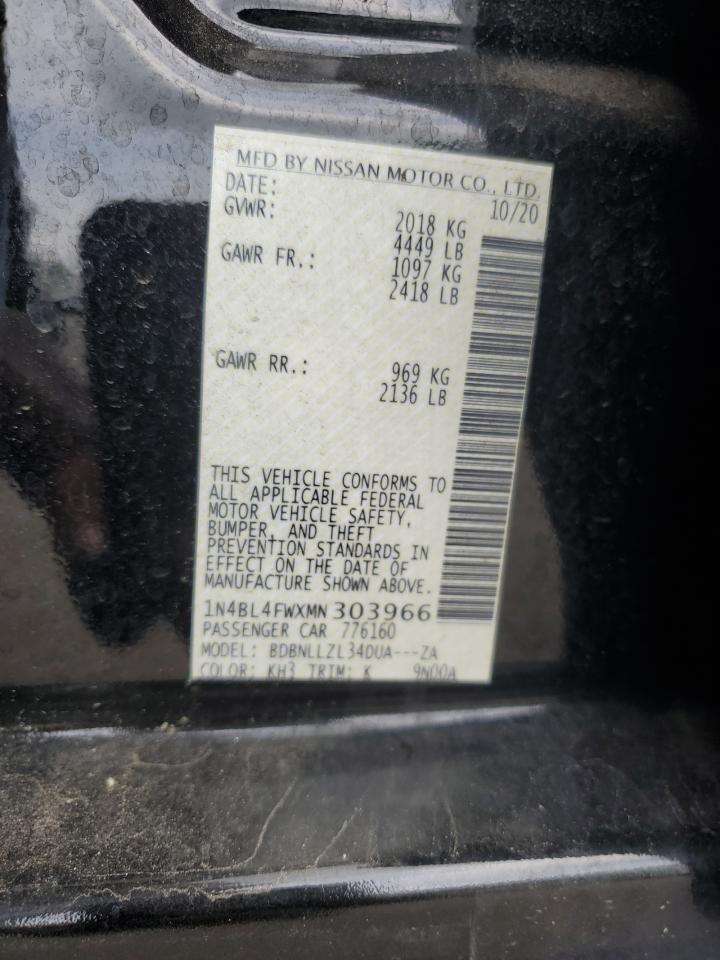 MFD BY NISSAN MOTOR CO., LTD.
DATE: 10/20
GVWR: 2018 KG
4449 LB
GAWR FR.: 1097 KG
2418 LB
GAWR RR.: 969 KG
2136 LB
THIS VEHICLE CONFORMS TO
ALL APPLICABLE FEDERAL
MOTOR VEHICLE SAFETY,
BUMPER, AND THEFT
PREVENTION STANDARDS IN
EFFECT ON THE DATE OF
MANUFACTURE SHOWN ABOVE.
1N4BL4FWXMN303966
PASSENGER CAR 776160
MODEL: BDBNLLZL34DUA---ZA
COLOR: KH3 TRIM: K 9N00A